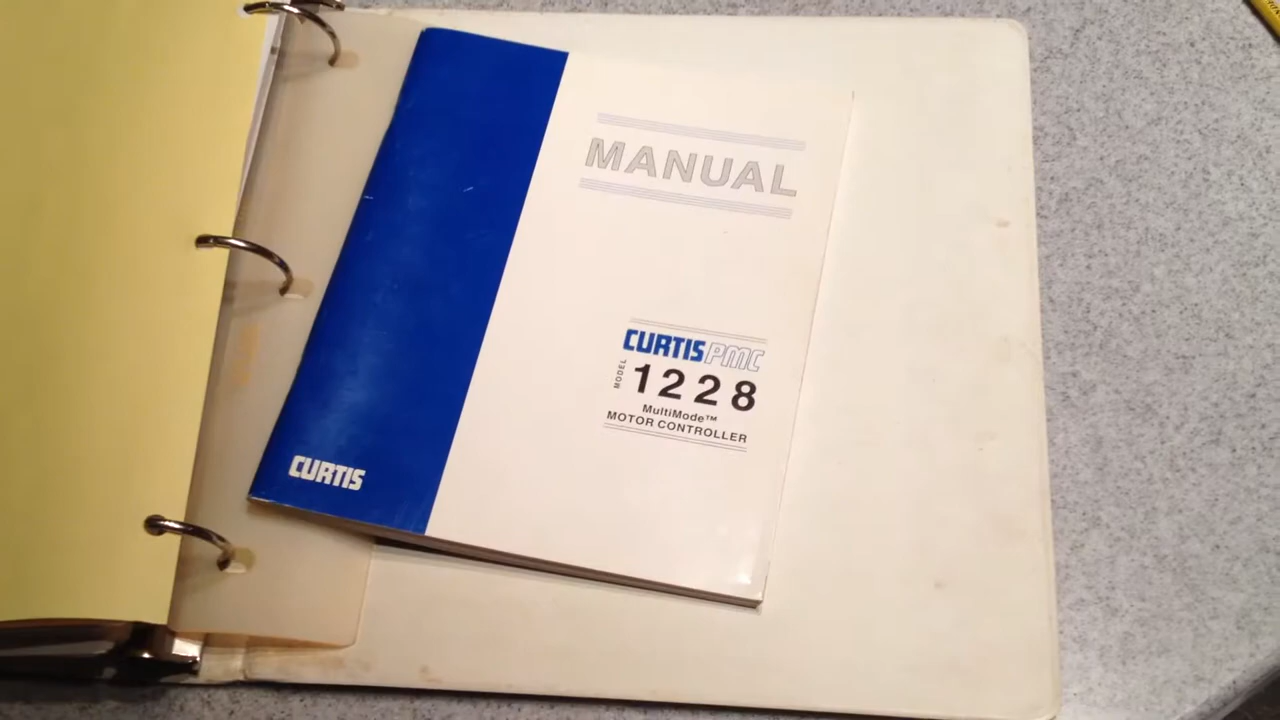 MANUAL
CURTIS PMC
MODEL
1228
MultiMode™
MOTOR CONTROLLER
CURTIS